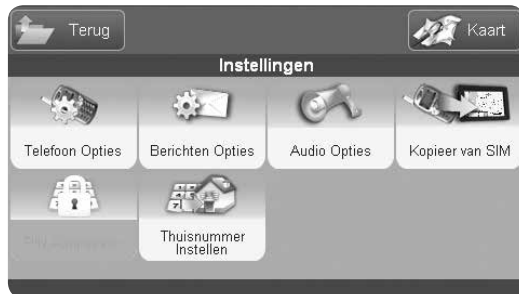 Terug
Kaart
Instellingen
Telefoon Opties
Berichten Opties
Audio Opties
Kopieer van SIM
Thuisnummer
Instellen